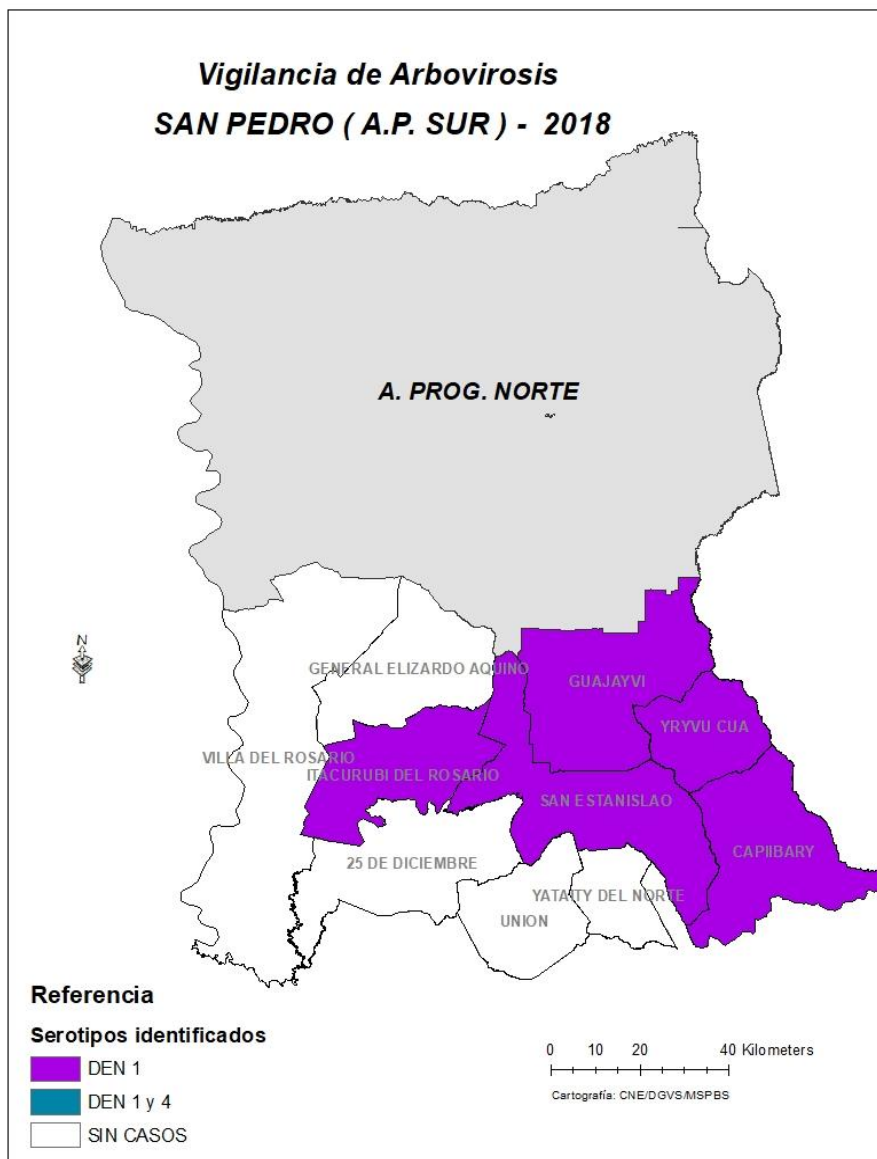 Vigilancia de Arbovirosis
SAN PEDRO ( A.P. SUR ) - 2018
A. PROG. NORTE
N
GENERAL ELIZARDO AQUINO
GUAJAYVI
YRYVU CUA
VILLA DEL ROSARIO
ITACURUBI DEL ROSARIO
SAN ESTANISLAO
CAPIIBARY
25 DE DICIEMBRE
YATAITY DEL NORTE
UNION
Referencia
Serotipos identificados
DEN 1
DEN 1 y 4
SIN CASOS
0 10 20 40 Kilometers
Cartografía: CNE/DGVS/MSPBS